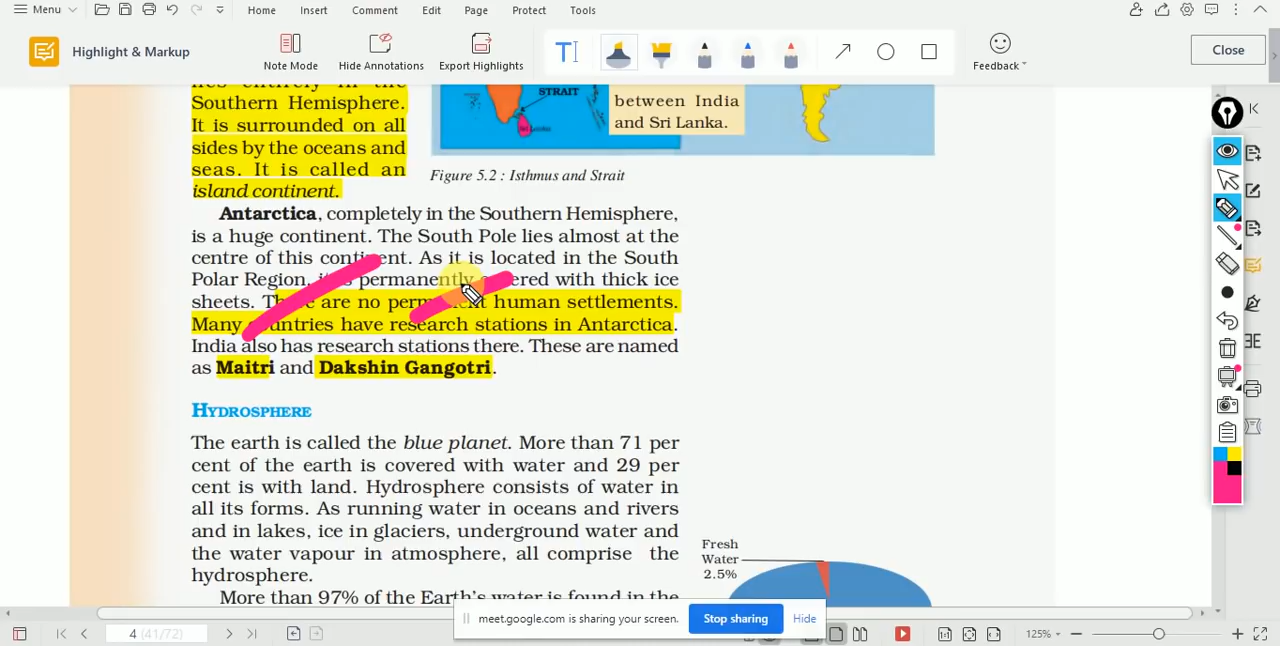 Menu
Home Insert Comment Edit Page Protect Tools
Highlight & Markup
Note Mode
Hide Annotations
Export Highlights
Feedback
Close
lies entirely in the
Southern Hemisphere.
It is surrounded on all
sides by the oceans and
seas. It is called an
island continent.
STRAIT
Sri Lanka
between India
and Sri Lanka.
Figure 5.2 : Isthmus and Strait
Antarctica, completely in the Southern Hemisphere,
is a huge continent. The South Pole lies almost at the
centre of this continent. As it is located in the South
Polar Region, it is permanently covered with thick ice
sheets. There are no permanent human settlements.
Many countries have research stations in Antarctica.
India also has research stations there. These are named
as Maitri and Dakshin Gangotri.
HYDROSPHERE
The earth is called the blue planet. More than 71 per
cent of the earth is covered with water and 29 per
cent is with land. Hydrosphere consists of water in
all its forms. As running water in oceans and rivers
and in lakes, ice in glaciers, underground water and
the water vapour in atmosphere, all comprise the
hydrosphere.
More than 97% of the Earth's water is found in the
Fresh
Water
2.5%
meet.google.com is sharing your screen.
Stop sharing
Hide
4 (41/72)
125%